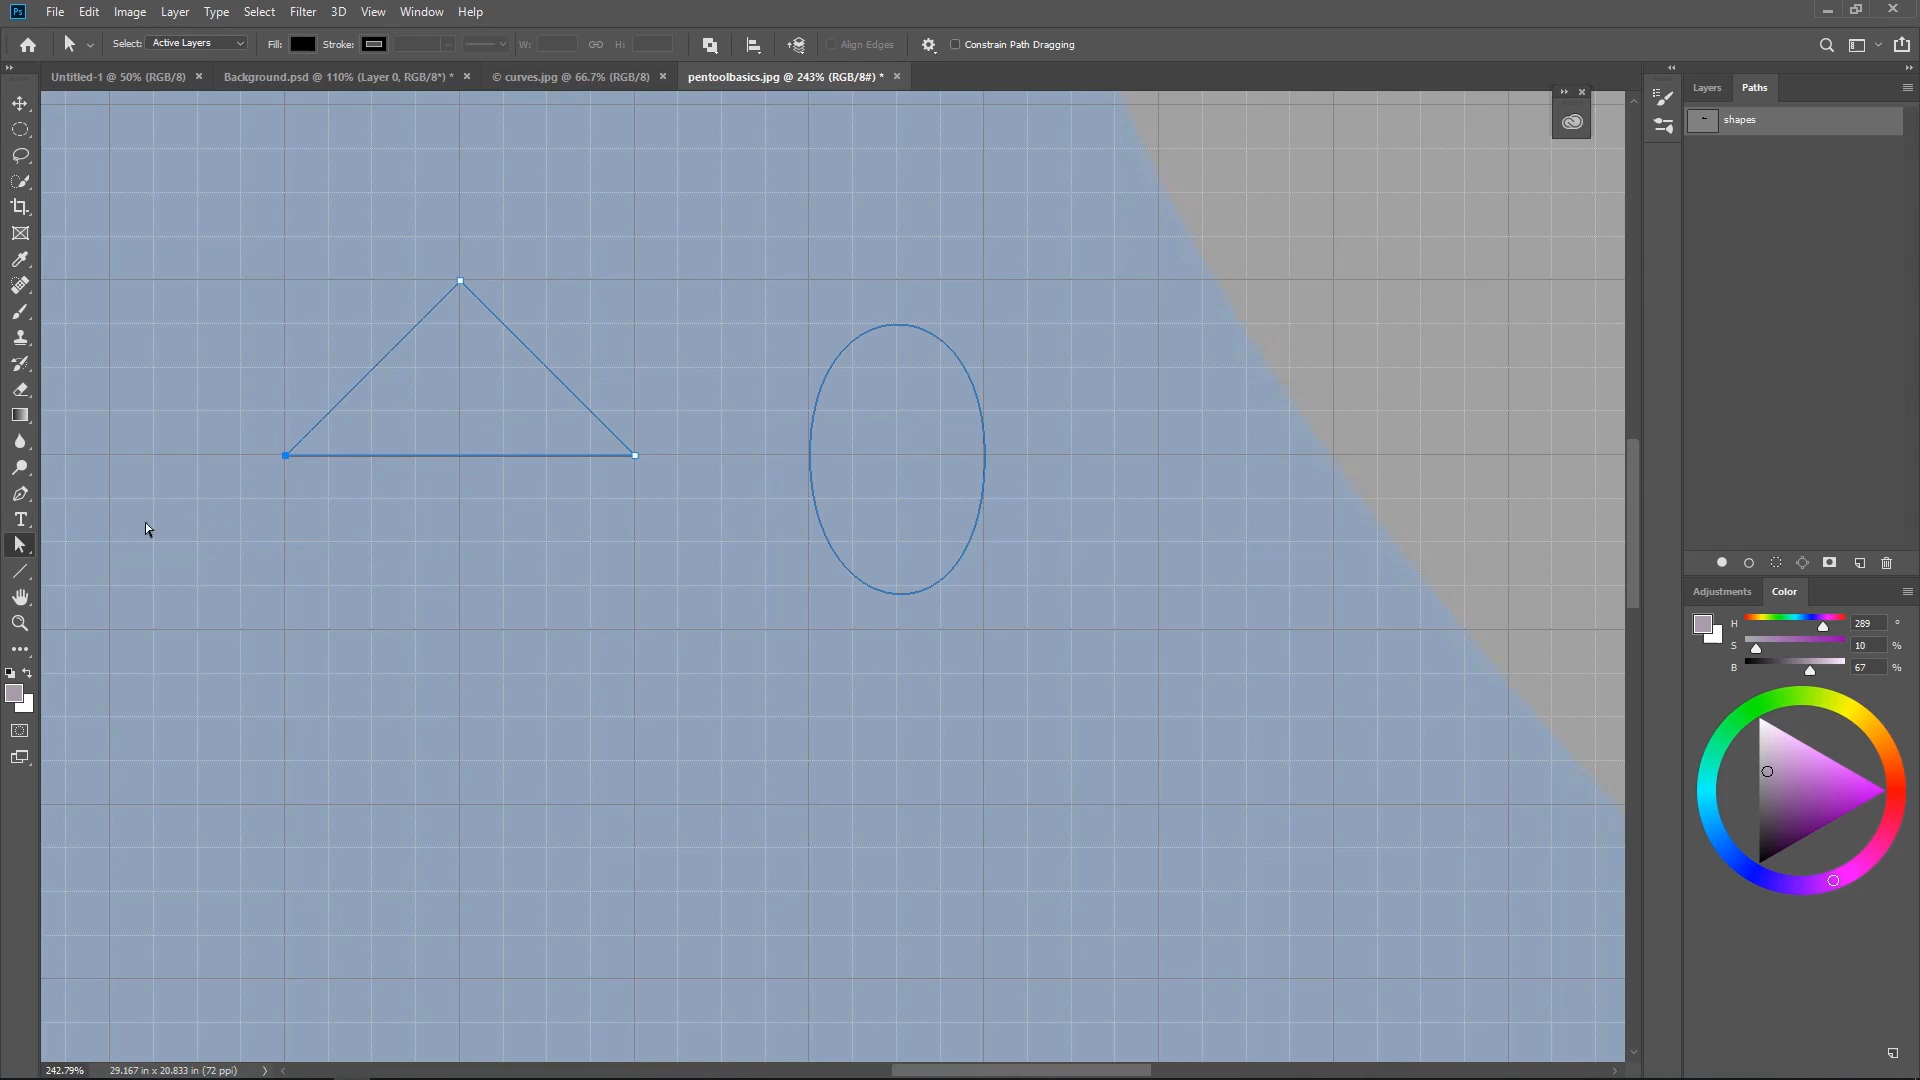 Ps File Edit Image Layer Type Select Filter 3D View Window Help
Select: Active Layers Fill: Stroke: W: H: Align Edges Constrain Path Dragging
Untitled-1 @ 50% (RGB/8) × Background.psd @ 110% (Layer 0, RGB/8*) * × © curves.jpg @ 66.7% (RGB/8) × pentoolbasics.jpg @ 243% (RGB/8#) * ×
Layers Paths
shapes
Adjustments Color
H 289 °
S 10 %
B 67 %
242.79% 29.167 in x 20.833 in (72 ppi)